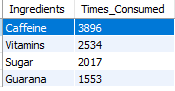 Ingredients Times_Consumed
Caffeine 3896
Vitamins 2534
Sugar 2017
Guarana 1553